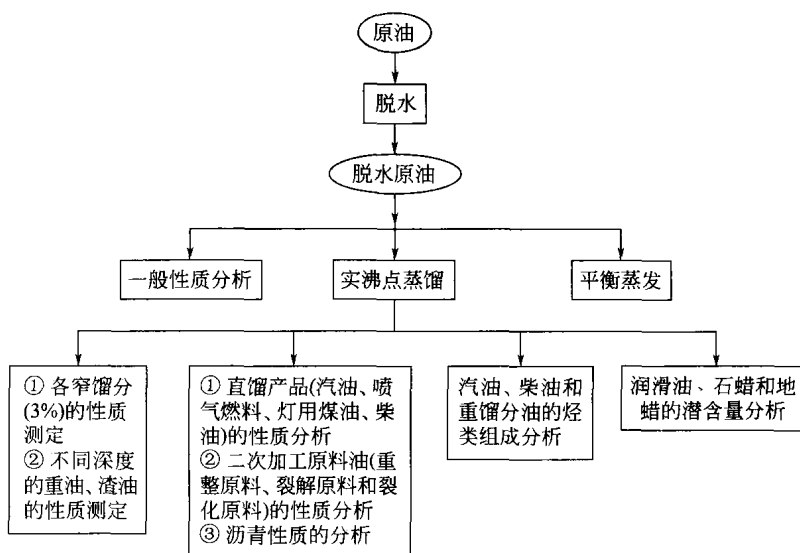 原油
脱水
脱水原油
一般性质分析
实沸点蒸馏
平衡蒸发
① 各窄馏分
(3%)的性质
测定
② 不同深度
的重油、渣油
的性质测定
① 直馏产品(汽油、喷
气燃料、灯用煤油、柴
油)的性质分析
② 二次加工原料油(重
整原料、裂解原料和裂
化原料)的性质分析
③ 沥青性质的分析
汽油、柴油和
重馏分油的烃
类组成分析
润滑油、石蜡和地
蜡的潜含量分析